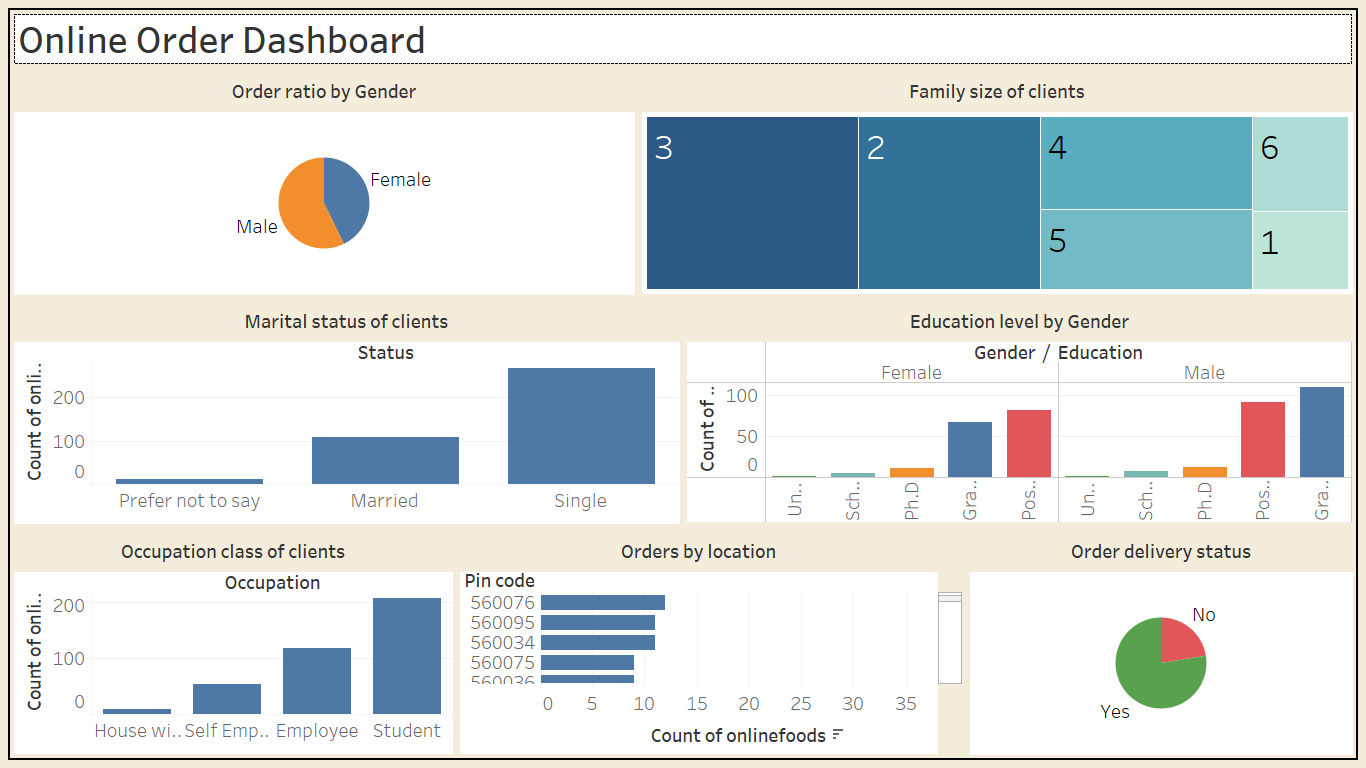 Online Order Dashboard
Order ratio by Gender
Female
Male
Family size of clients
3
2
4
5
6
1
Marital status of clients
Status
Count of onli..
200
100
0
Prefer not to say
Married
Single
Education level by Gender
Gender / Education
Female
Male
Count of ..
100
50
0
Un..
Sch..
Ph.D
Gra..
Pos..
Un..
Sch..
Ph.D
Pos..
Gra..
Occupation class of clients
Occupation
Count of onli..
200
100
0
House wi..
Self Emp..
Employee
Student
Orders by location
Pin code
560076
560095
560034
560075
560036
0 5 10 15 20 25 30 35
Count of onlinefoods
Order delivery status
No
Yes